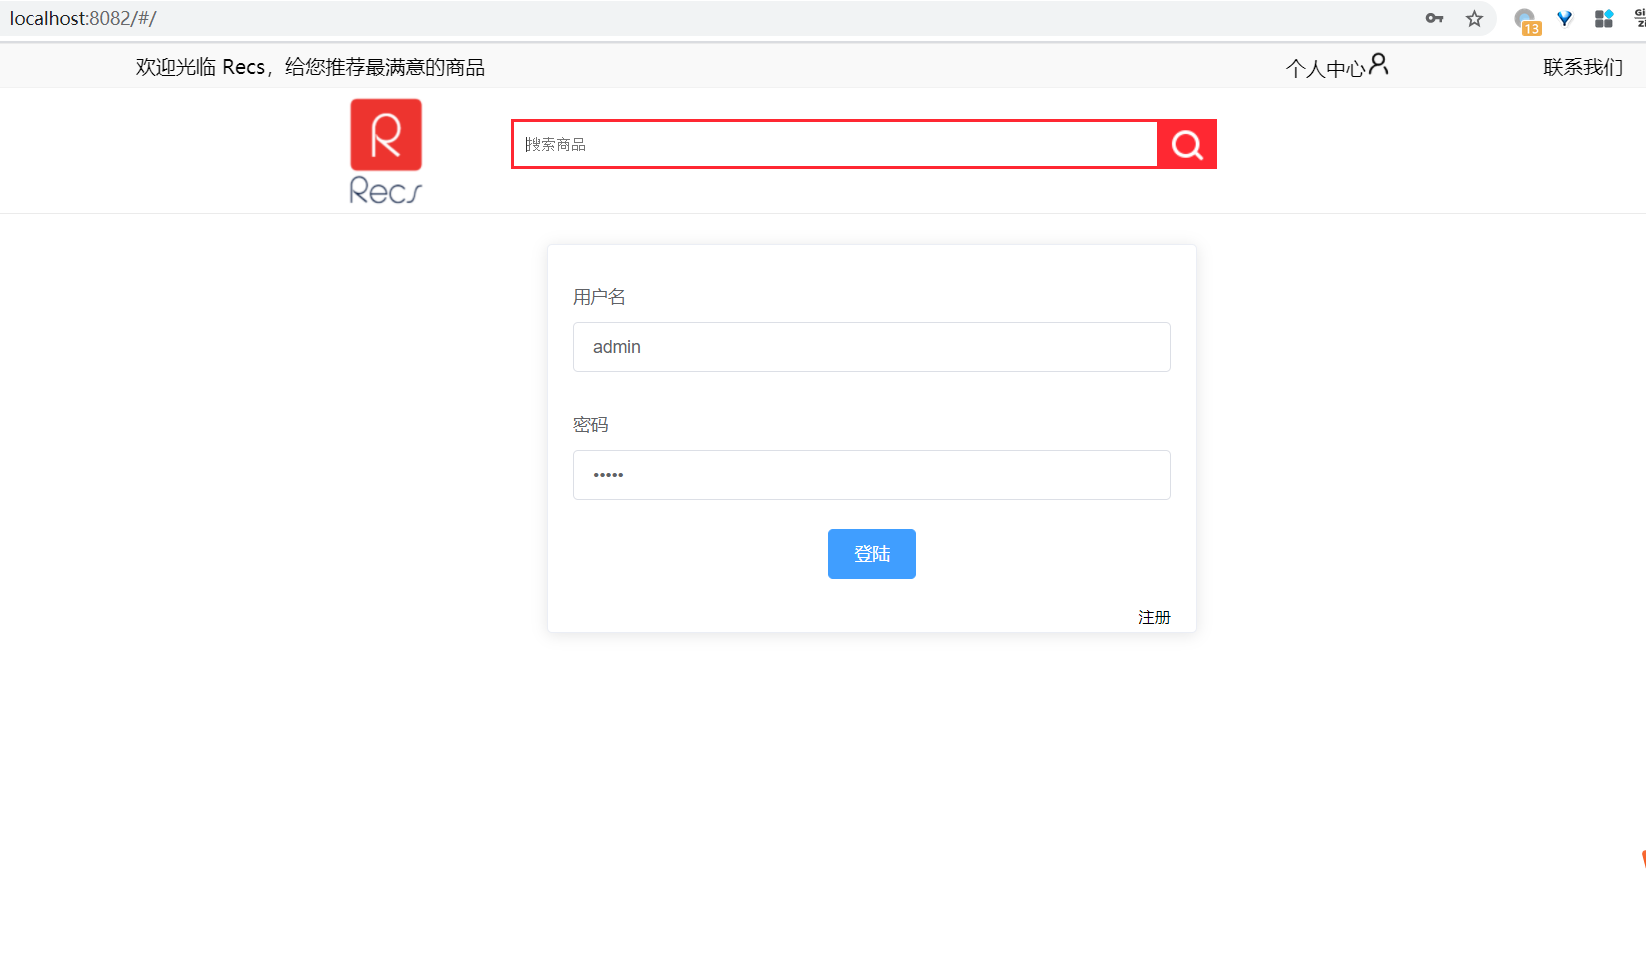 localhost:8082/#/
13
欢迎光临 Recs，给您推荐最满意的商品
个人中心
联系我们
R
Recs
搜索商品
用户名
admin
密码
•••••
登陆
注册